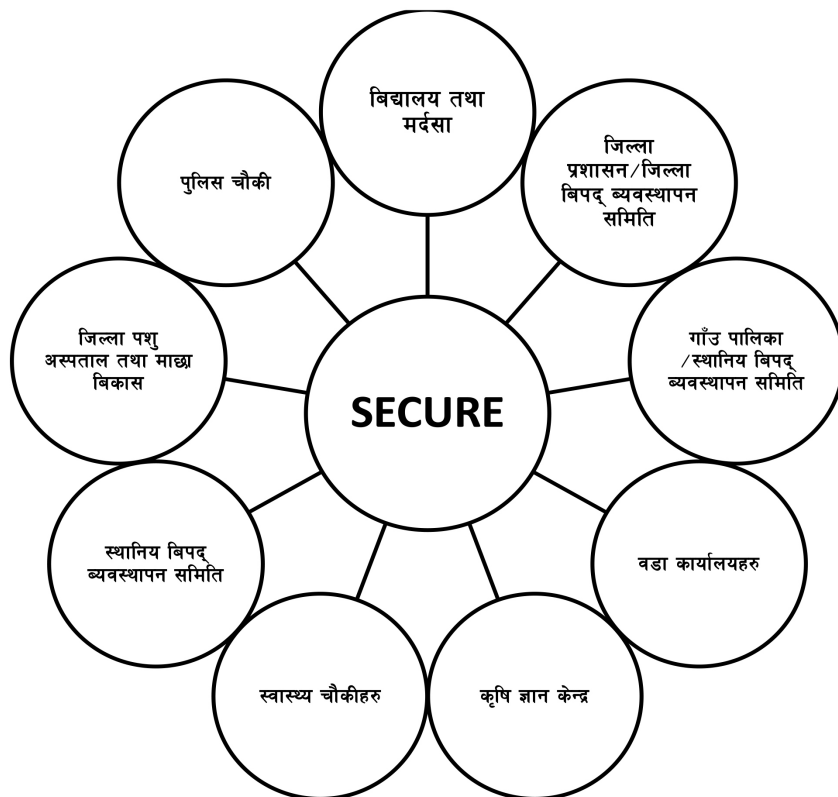 बिद्यालय तथा
मर्दसा
जिल्ला
प्रशासन/जिल्ला
बिपद् ब्यवस्थापन
समिति
गाँउ पालिका
/स्थानिय बिपद्
ब्यवस्थापन समिति
वडा कार्यालयहरु
कृषि ज्ञान केन्द्र
स्वास्थ्य चौकीहरु
स्थानिय बिपद्
ब्यवस्थापन समिति
जिल्ला पशु
अस्पताल तथा माछा
बिकास
पुलिस चौकी
SECURE